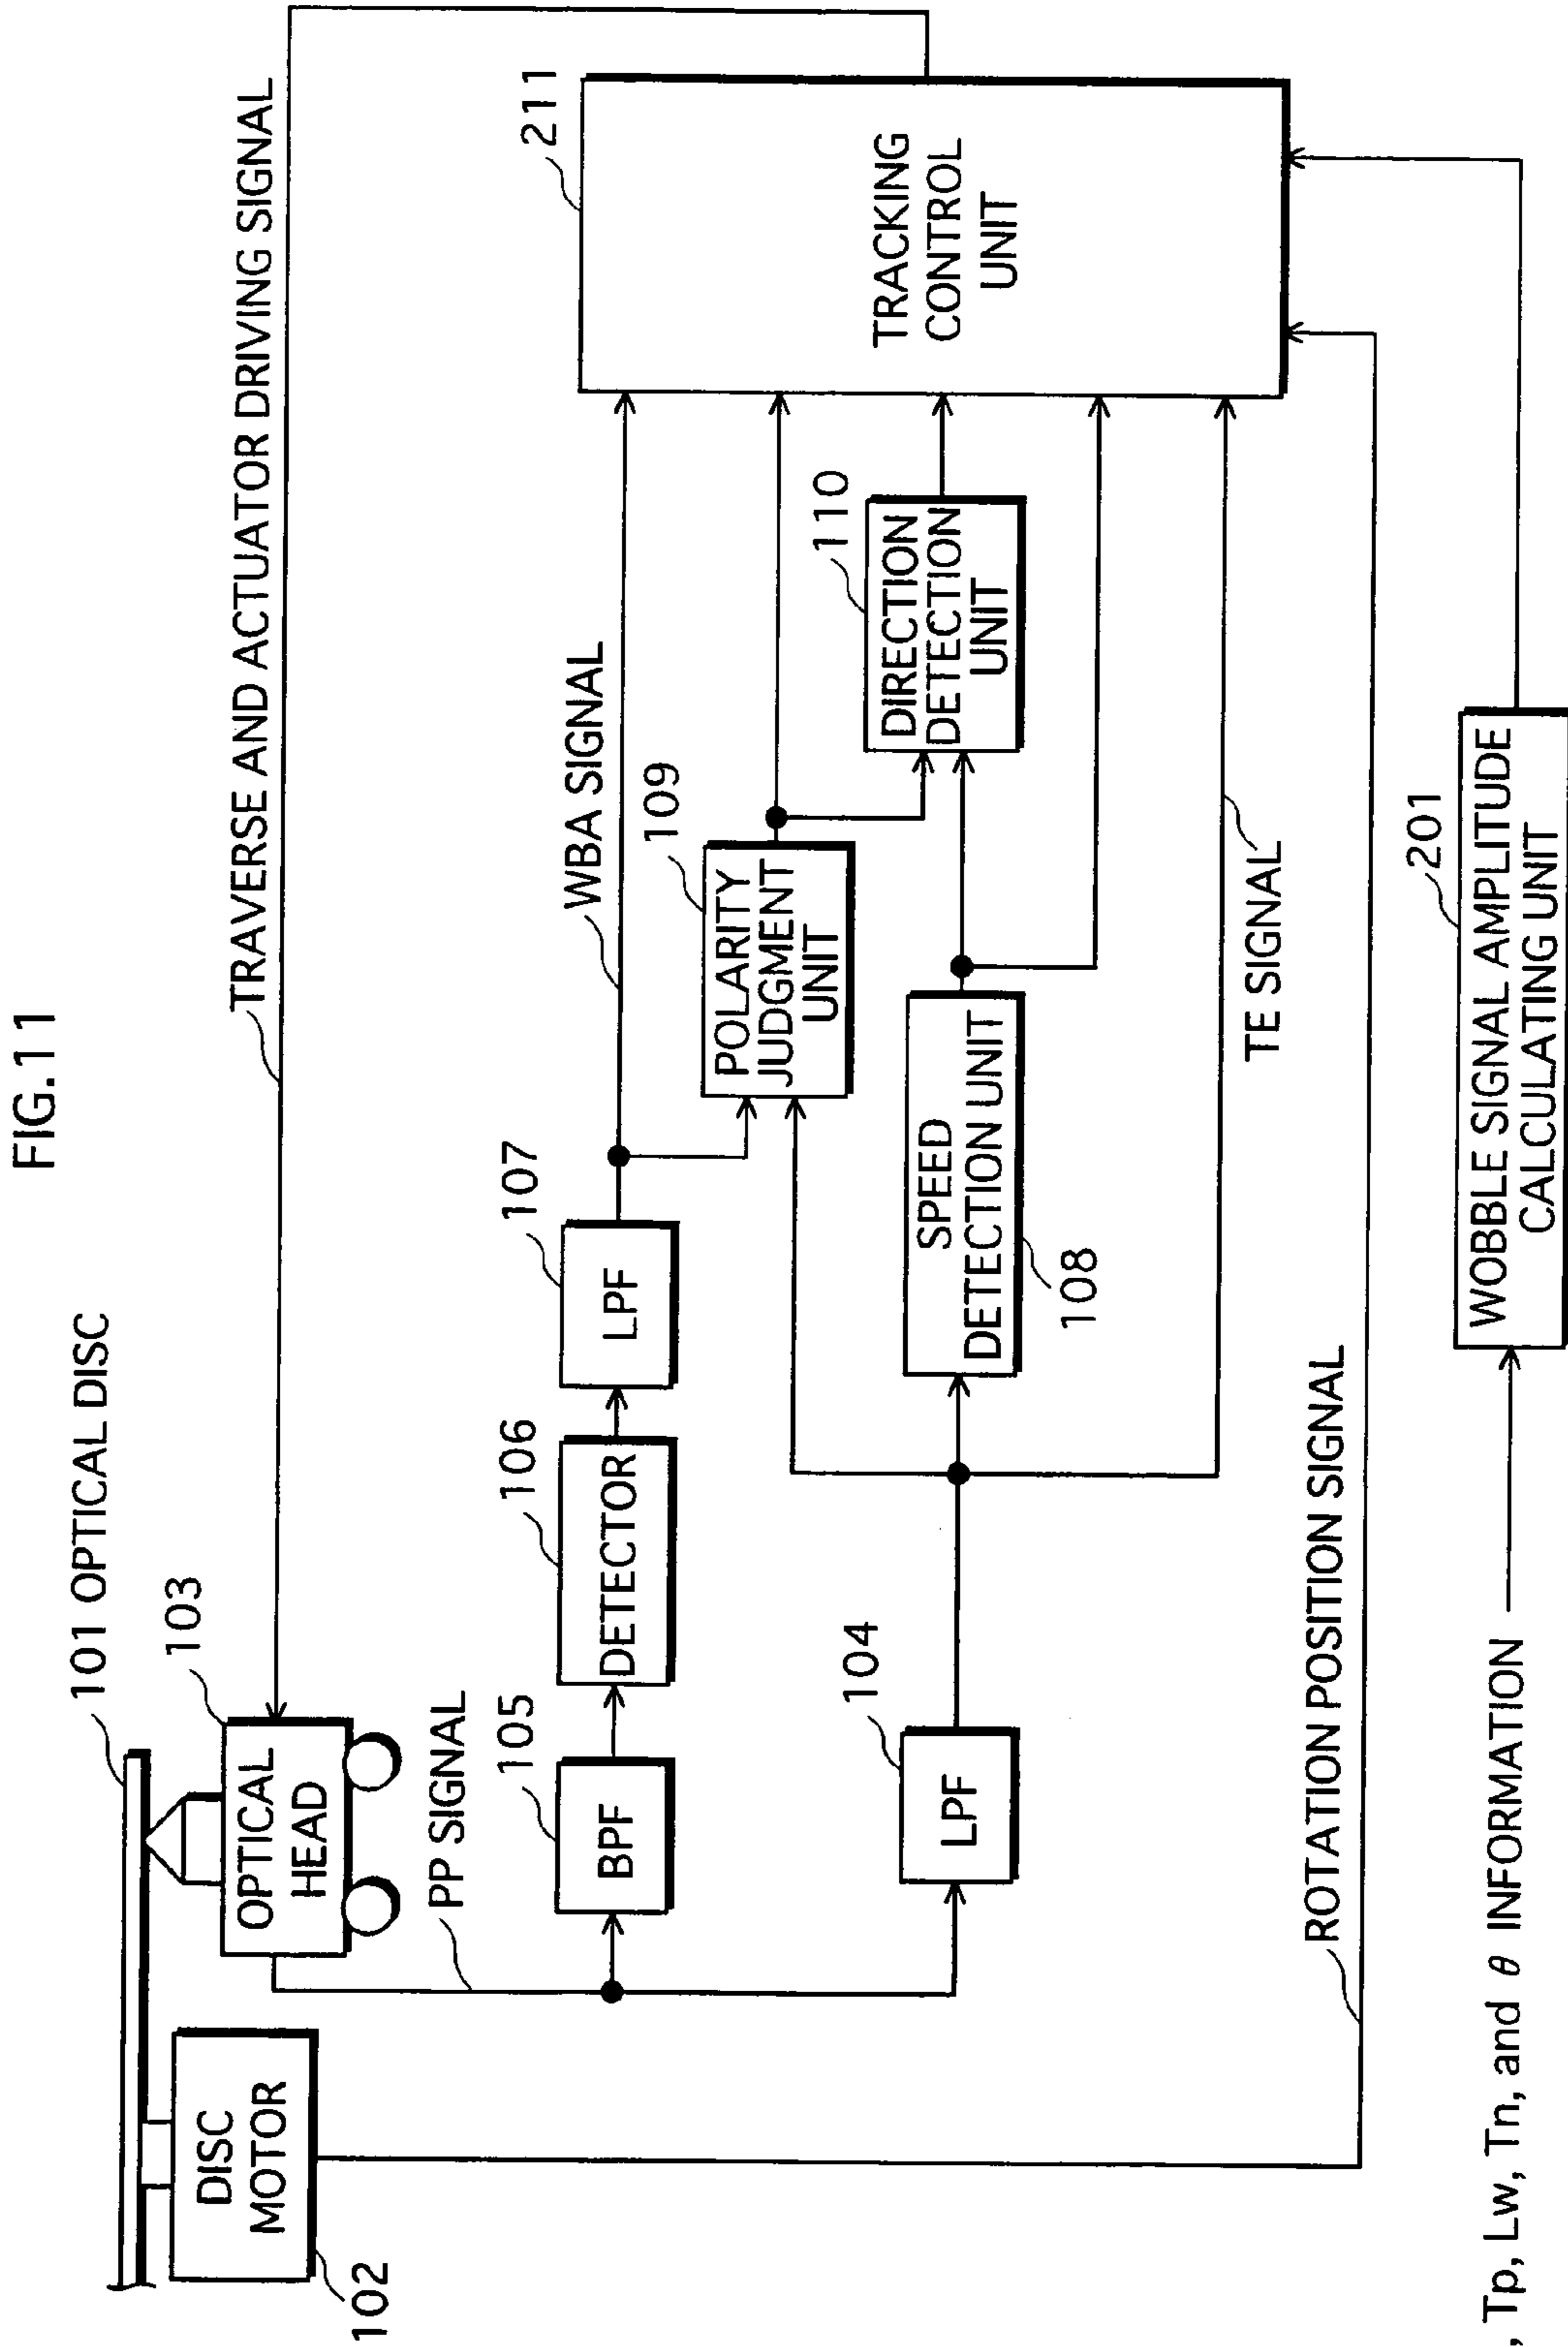 FIG.11
101 OPTICAL DISC
DISC
MOTOR
102
OPTICAL
HEAD
103
TRAVERSE AND ACTUATOR DRIVING SIGNAL
PP SIGNAL
BPF
105
DETECTOR
106
LPF
107
WBA SIGNAL
POLARITY
JUDGMENT
UNIT
109
LPF
104
SPEED
DETECTION UNIT
108
DIRECTION
DETECTION
UNIT
110
TRACKING
CONTROL
UNIT
211
TE SIGNAL
ROTATION POSITION SIGNAL
, Tp, Lw, Tn, and θ INFORMATION
WOBBLE SIGNAL AMPLITUDE
CALCULATING UNIT
201